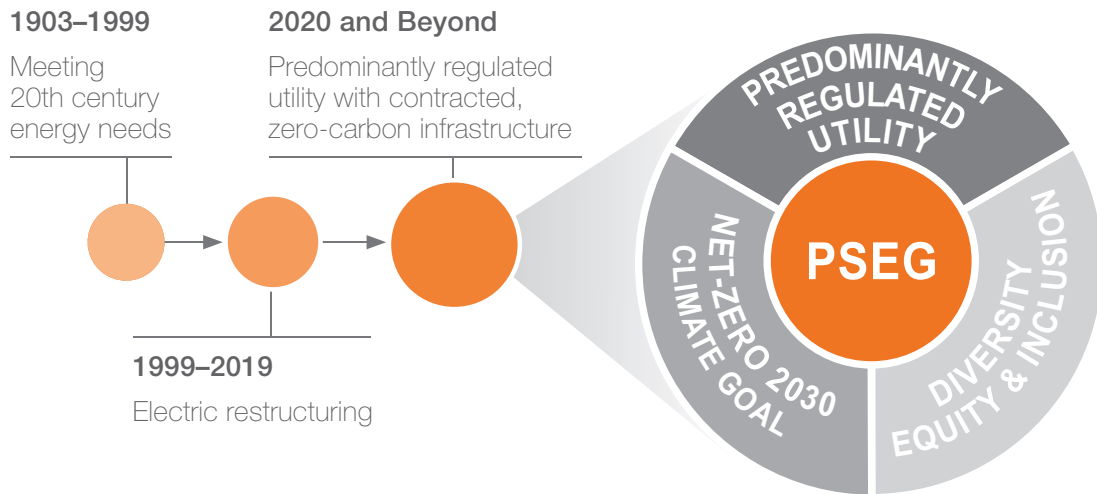 1903–1999
Meeting
20th century
energy needs
2020 and Beyond
Predominantly regulated
utility with contracted,
zero-carbon infrastructure
1999–2019
Electric restructuring
PREDOMINANTLY
REGULATED
UTILITY
NET-ZERO 2030
CLIMATE GOAL
PSEG
DIVERSITY
EQUITY & INCLUSION